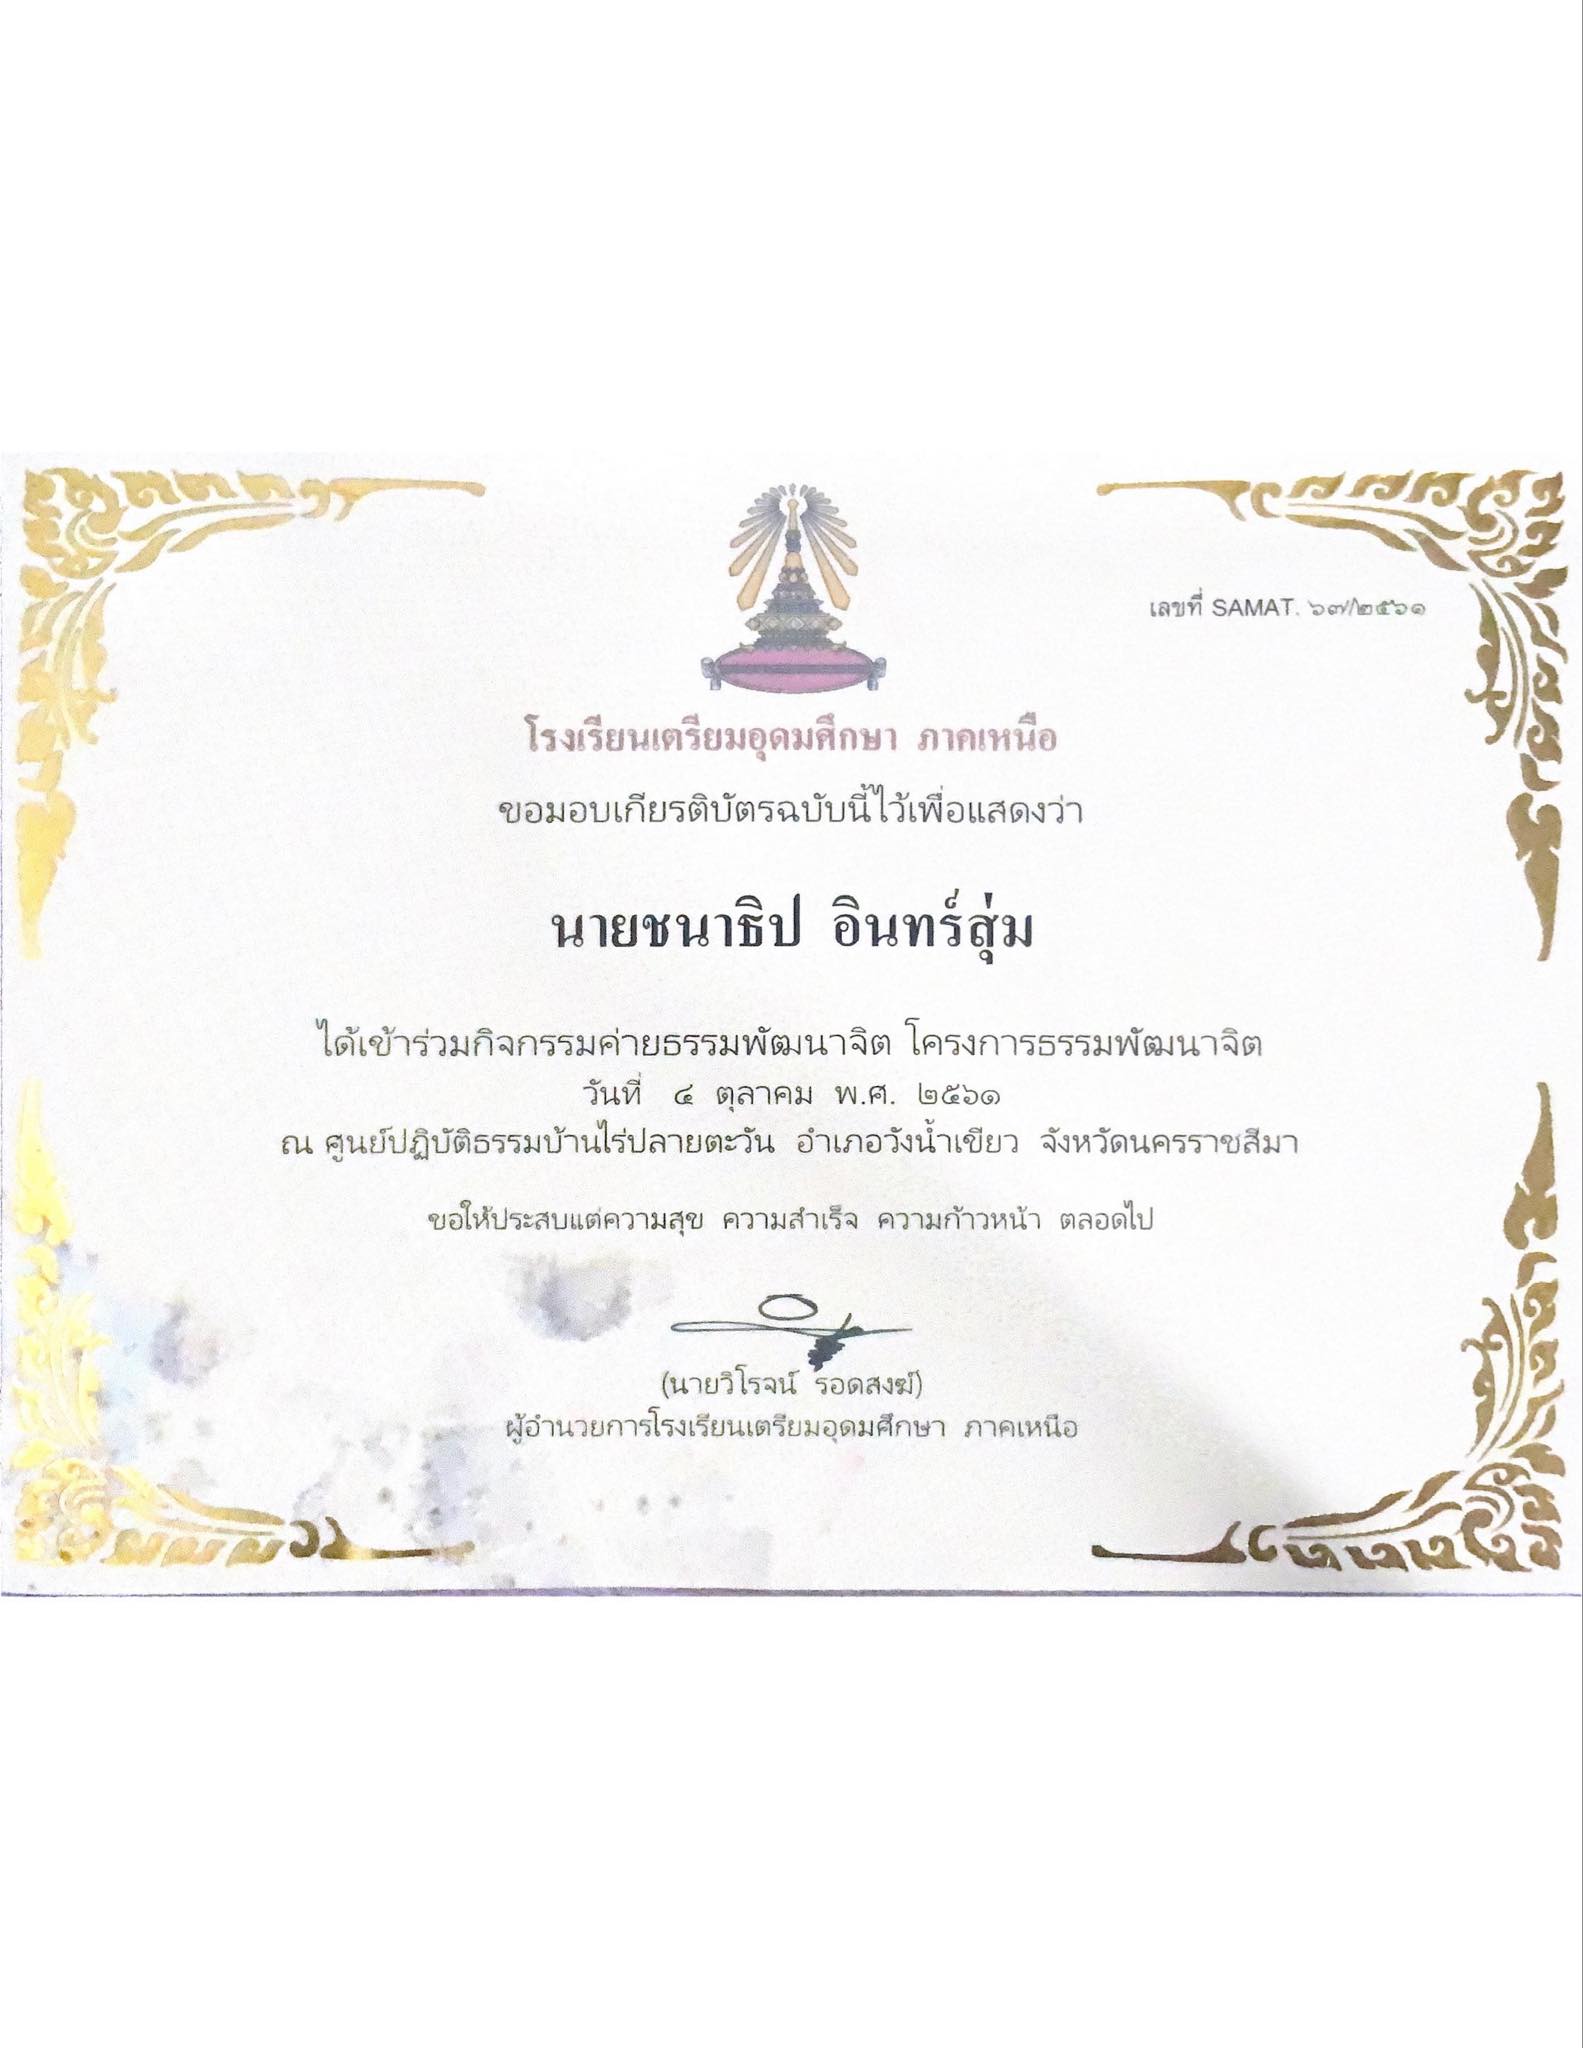 เลขที่ SAMAT. ๖๗/๒๕๖๑
โรงเรียนเตรียมอุดมศึกษา ภาคเหนือ
ขอมอบเกียรติบัตรฉบับนี้ไว้เพื่อแสดงว่า
นายชนาธิป อินทร์สุ่ม
ได้เข้าร่วมกิจกรรมค่ายธรรมพัฒนาจิต โครงการธรรมพัฒนาจิต
วันที่ ๔ ตุลาคม พ.ศ. ๒๕๖๑
ณ ศูนย์ปฏิบัติธรรมบ้านไร่ปลายตะวัน อำเภอวังน้ำเขียว จังหวัดนครราชสีมา
ขอให้ประสบแต่ความสุข ความสำเร็จ ความก้าวหน้า ตลอดไป
(นายวิโรจน์ รอดสงฆ์)
ผู้อำนวยการโรงเรียนเตรียมอุดมศึกษา ภาคเหนือ